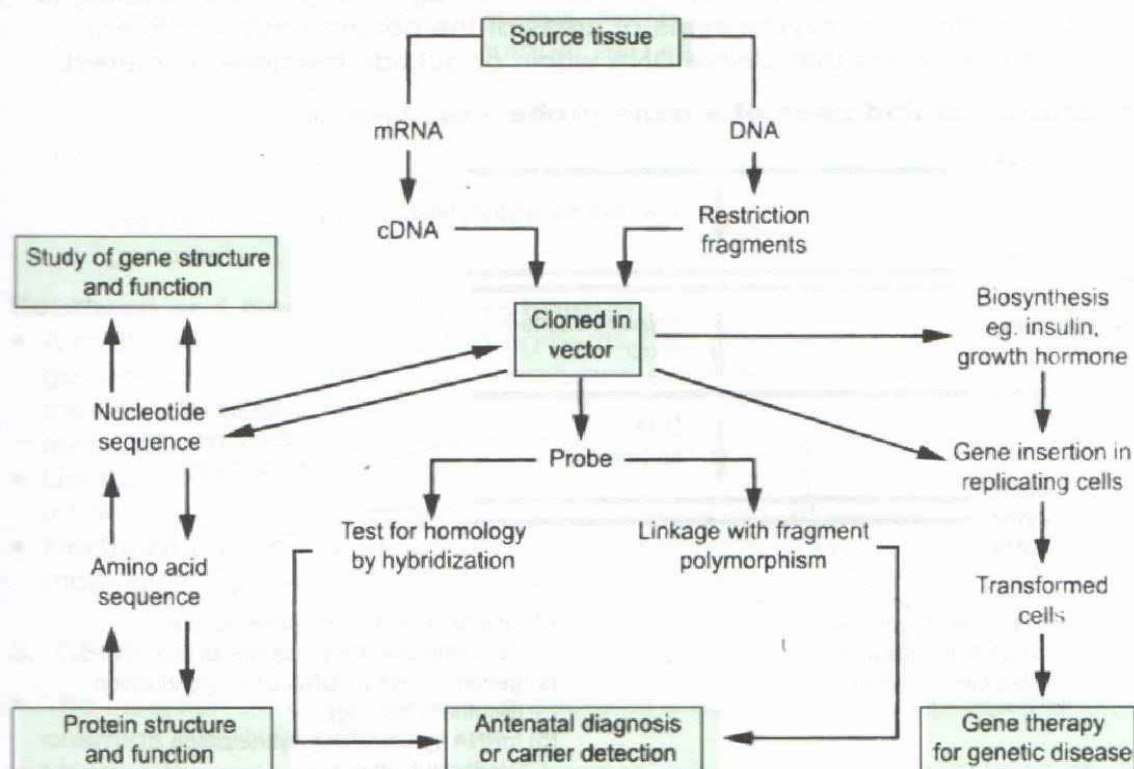 Source tissue
mRNA
DNA
cDNA
Restriction
fragments
Study of gene structure
and function
Cloned in
vector
Biosynthesis
eg. insulin,
growth hormone
Nucleotide
sequence
Probe
Gene insertion in
replicating cells
Test for homology
by hybridization
Linkage with fragment
polymorphism
Amino acid
sequence
Transformed
cells
Protein structure
and function
Antenatal diagnosis
or carrier detection
Gene therapy
for genetic disease